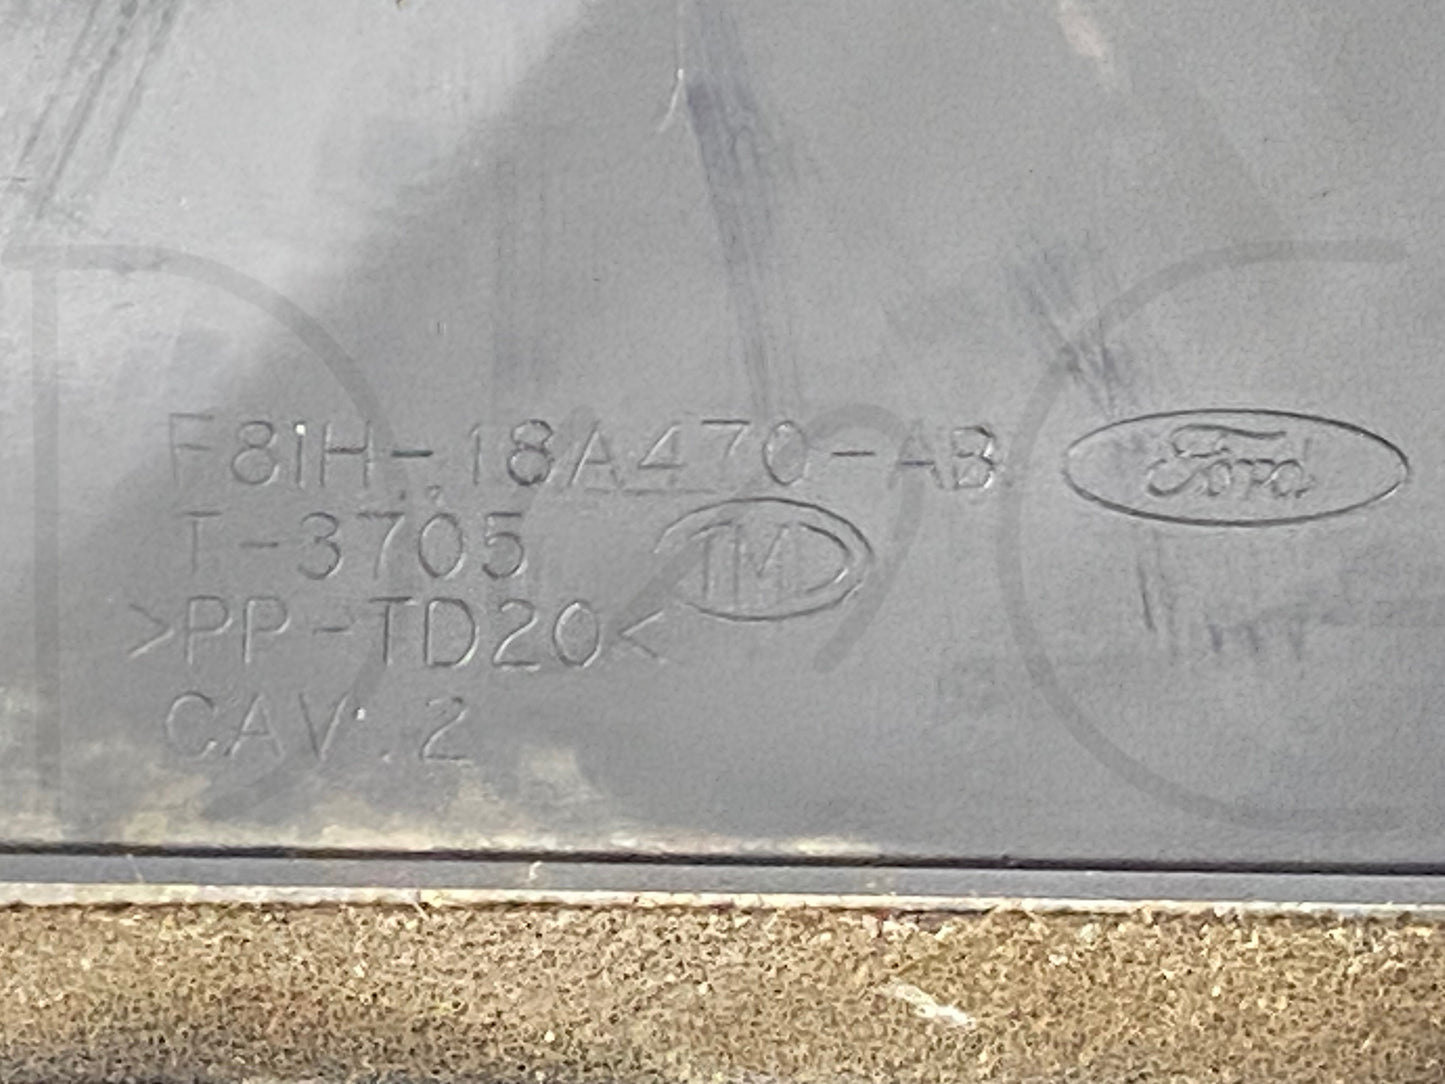 F81H-18A470-AB Ford
T-3705 TMD
>PP-TD20<
CAV. 2